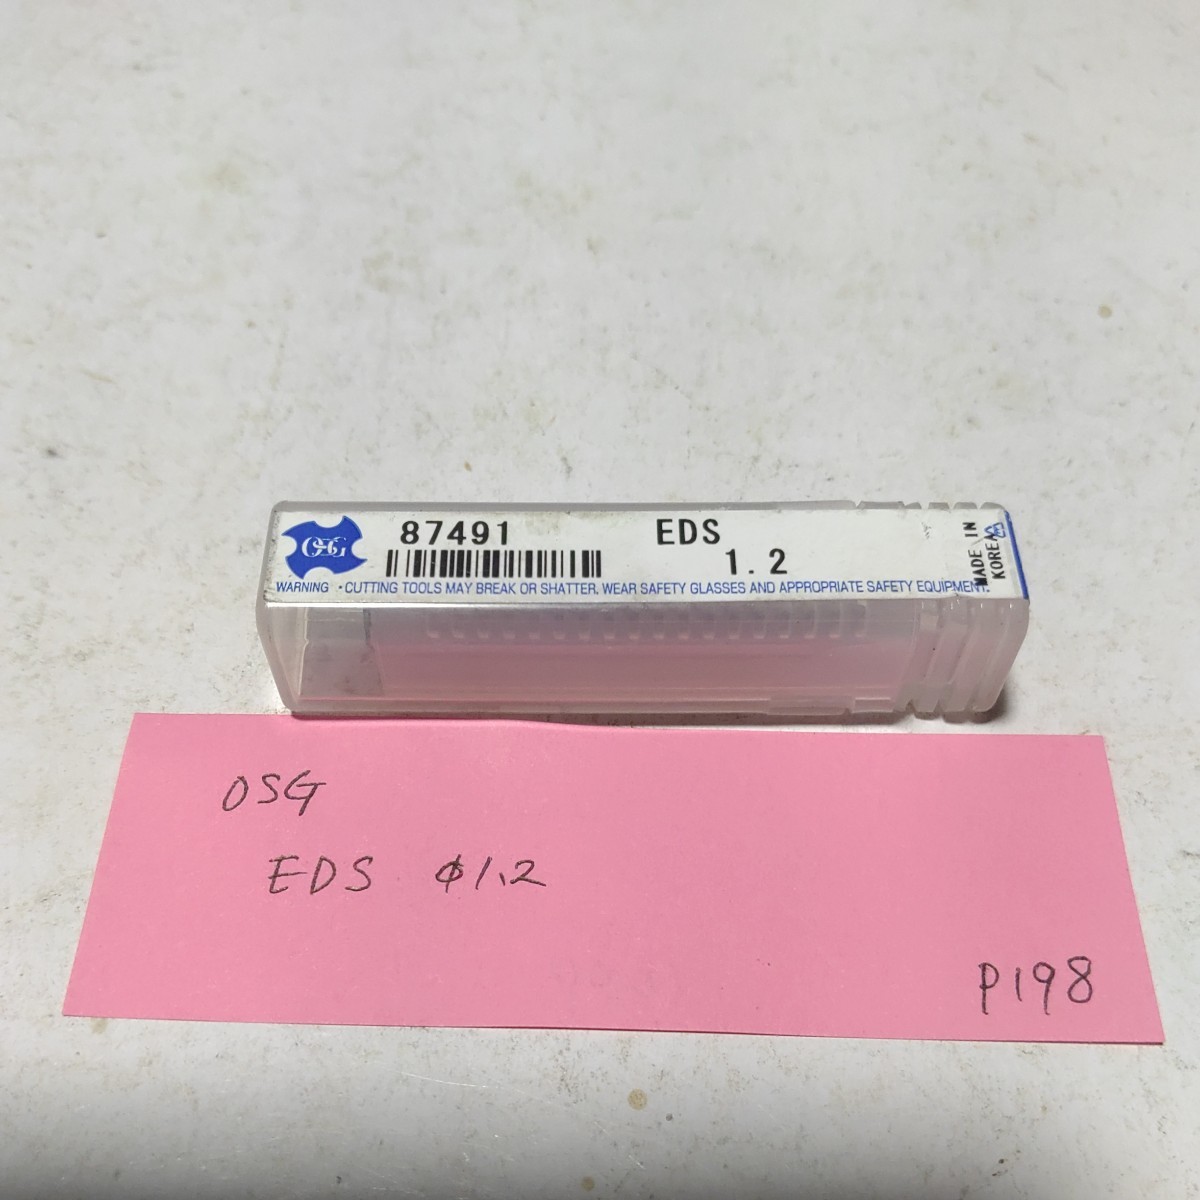 OSG
87491
EDS
1.2
MADE IN
KOREA
WARNING ・CUTTING TOOLS MAY BREAK OR SHATTER. WEAR SAFETY GLASSES AND APPROPRIATE SAFETY EQUIPMENT.
OSG
EDS φ1.2
P198